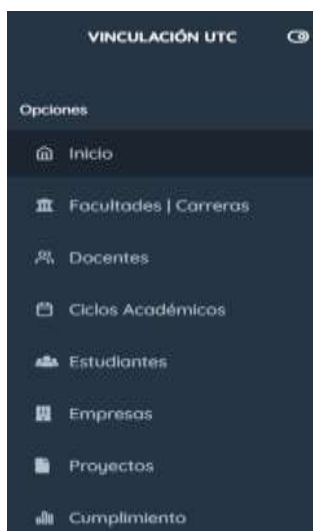 VINCULACIÓN UTC
Opciones
Inicio
Facultades | Carreras
Docentes
Ciclos Académicos
Estudiantes
Empresas
Proyectos
Cumplimiento